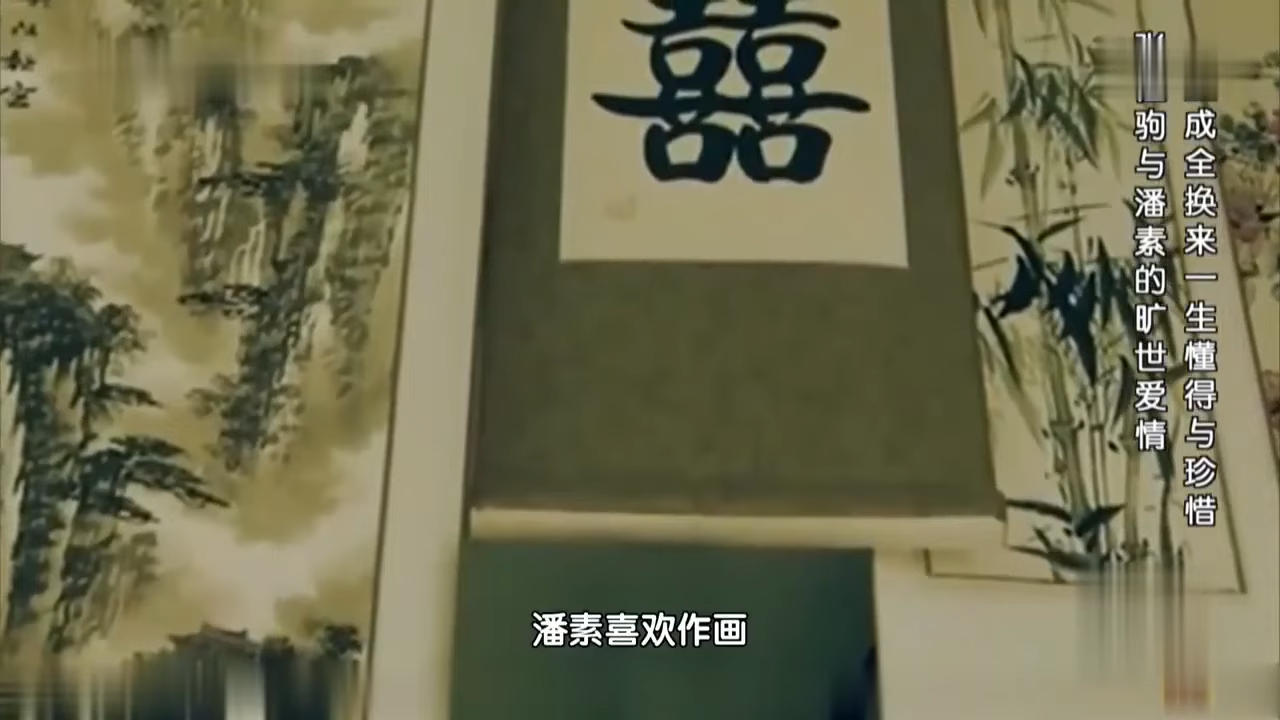 成全换来一生懂得与珍惜
驹与潘素的旷世爱情
囍
潘素喜欢作画